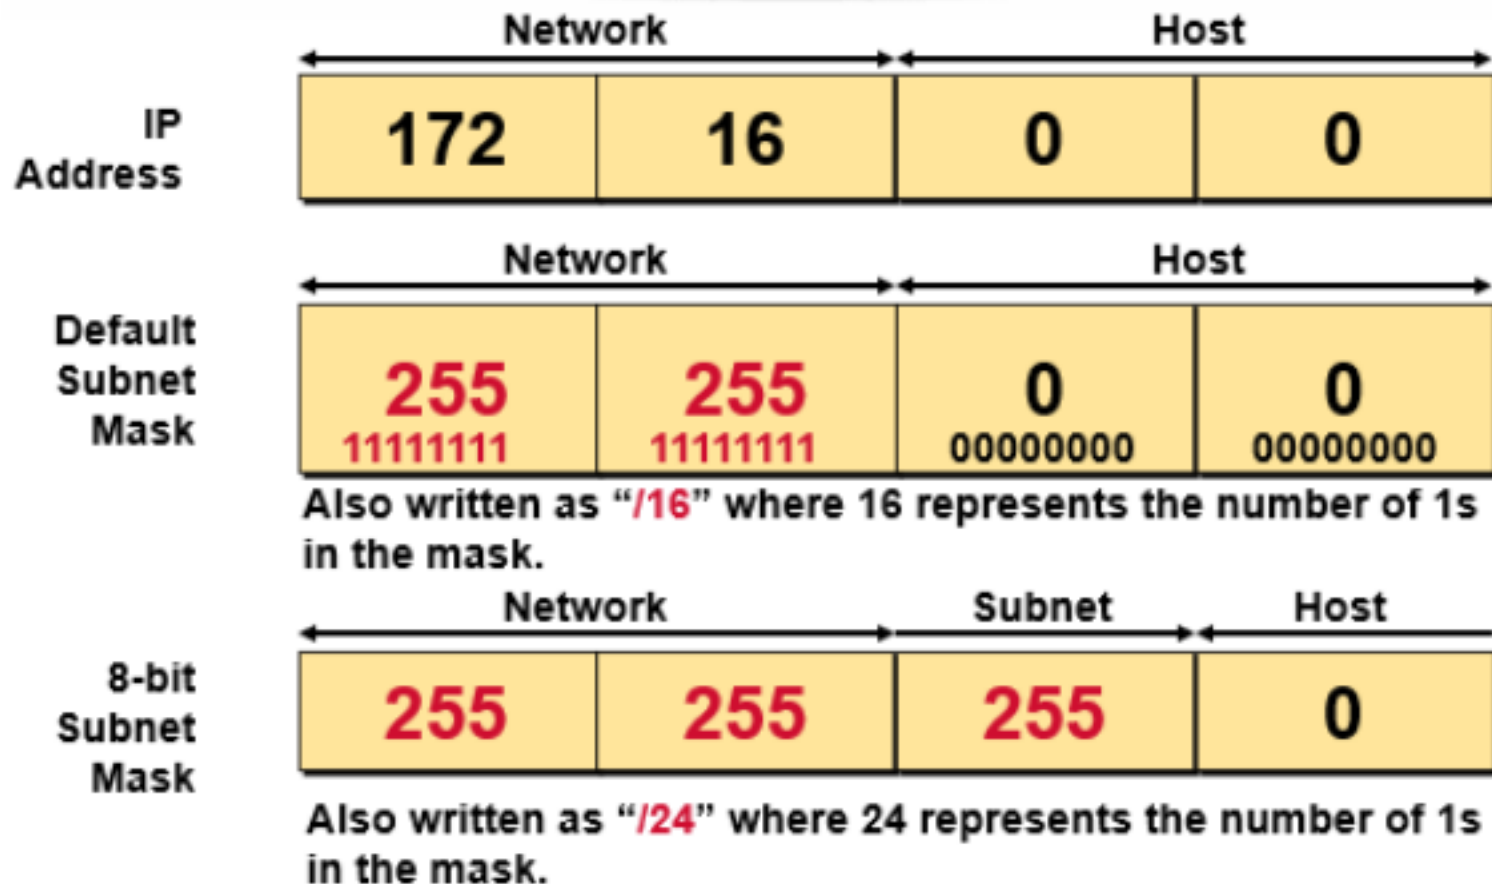 Network Host
IP
Address
172 16 0 0
Network Host
Default
Subnet
Mask
255 255 0 0
11111111 11111111 00000000 00000000
Also written as “/16” where 16 represents the number of 1s
in the mask.
Network Subnet Host
8-bit
Subnet
Mask
255 255 255 0
Also written as “/24” where 24 represents the number of 1s
in the mask.